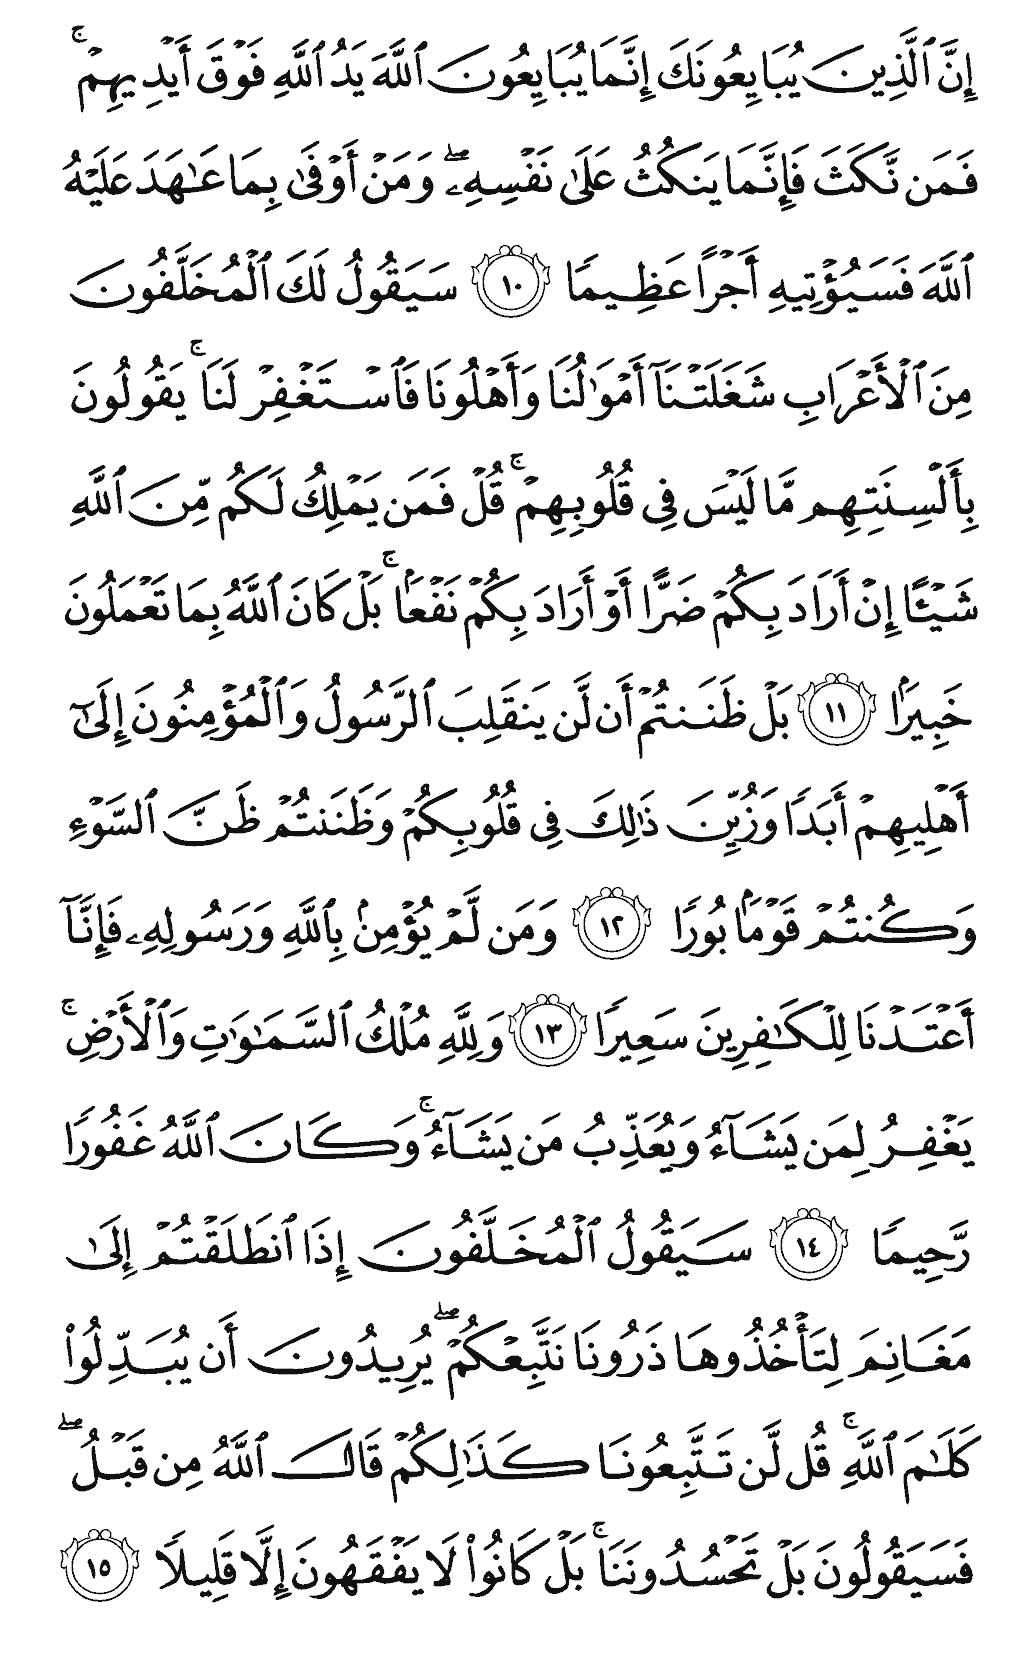 إِنَّ ٱلَّذِينَ يُبَايِعُونَكَ إِنَّمَا يُبَايِعُونَ ٱللَّهَ يَدُ ٱللَّهِ فَوْقَ أَيْدِيهِمْ ۚ
فَمَن نَّكَثَ فَإِنَّمَا يَنكُثُ عَلَىٰ نَفْسِهِۦ ۖ وَمَنْ أَوْفَىٰ بِمَا عَـٰهَدَ عَلَيْهُ
ٱللَّهَ فَسَيُؤْتِيهِ أَجْرًا عَظِيمًا ١٠ سَيَقُولُ لَكَ ٱلْمُخَلَّفُونَ
مِنَ ٱلْأَعْرَابِ شَغَلَتْنَآ أَمْوَٰلُنَا وَأَهْلُونَا فَٱسْتَغْفِرْ لَنَا ۚ يَقُولُونَ
بِأَلْسِنَتِهِم مَّا لَيْسَ فِى قُلُوبِهِمْ ۚ قُلْ فَمَن يَمْلِكُ لَكُم مِّنَ ٱللَّهِ
شَيْـًٔا إِنْ أَرَادَ بِكُمْ ضَرًّا أَوْ أَرَادَ بِكُمْ نَفْعًۢا ۚ بَلْ كَانَ ٱللَّهُ بِمَا تَعْمَلُونَ
خَبِيرًۢا ١١ بَلْ ظَنَنتُمْ أَن لَّن يَنقَلِبَ ٱلرَّسُولُ وَٱلْمُؤْمِنُونَ إِلَىٰٓ
أَهْلِيهِمْ أَبَدًا وَزُيِّنَ ذَٰلِكَ فِى قُلُوبِكُمْ وَظَنَنتُمْ ظَنَّ ٱلسَّوْءِ
وَكُنتُمْ قَوْمًۢا بُورًا ١٢ وَمَن لَّمْ يُؤْمِنۢ بِٱللَّهِ وَرَسُولِهِۦ فَإِنَّآ
أَعْتَدْنَا لِلْكَـٰفِرِينَ سَعِيرًا ١٣ وَلِلَّهِ مُلْكُ ٱلسَّمَـٰوَٰتِ وَٱلْأَرْضِ ۚ
يَغْفِرُ لِمَن يَشَآءُ وَيُعَذِّبُ مَن يَشَآءُ ۚ وَكَانَ ٱللَّهُ غَفُورًا
رَّحِيمًا ١٤ سَيَقُولُ ٱلْمُخَلَّفُونَ إِذَا ٱنطَلَقْتُمْ إِلَىٰ
مَغَانِمَ لِتَأْخُذُوهَا ذَرُونَا نَتَّبِعْكُمْ ۖ يُرِيدُونَ أَن يُبَدِّلُوا۟
كَلَـٰمَ ٱللَّهِ ۚ قُل لَّن تَتَّبِعُونَا كَذَٰلِكُمْ قَالَ ٱللَّهُ مِن قَبْلُ ۖ
فَسَيَقُولُونَ بَلْ تَحْسُدُونَنَا ۚ بَلْ كَانُوا۟ لَا يَفْقَهُونَ إِلَّا قَلِيلًا ١٥